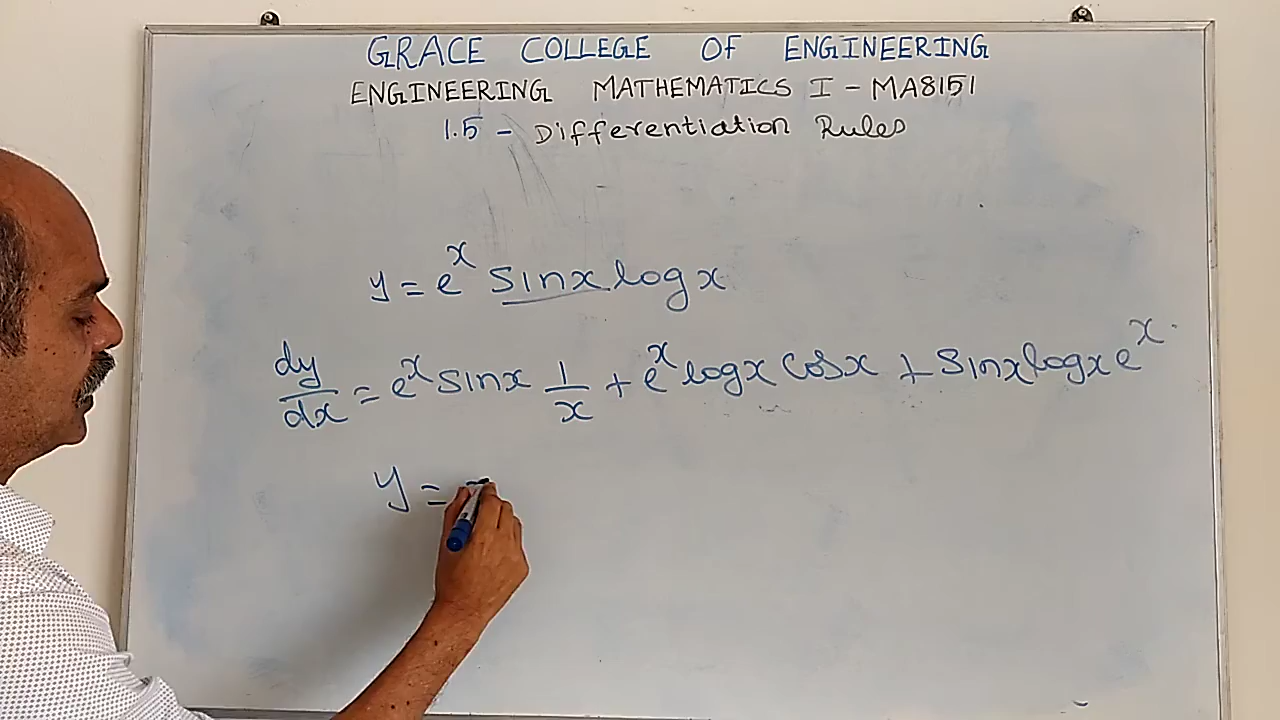 GRACE COLLEGE OF ENGINEERING
ENGINEERING MATHEMATICS I - MA8151
1.5 - Differentiation Rules
y = e^x sinx log x
dy/dx = e^x sinx 1/x + e^x logx cosx + sinx logx e^x
y =